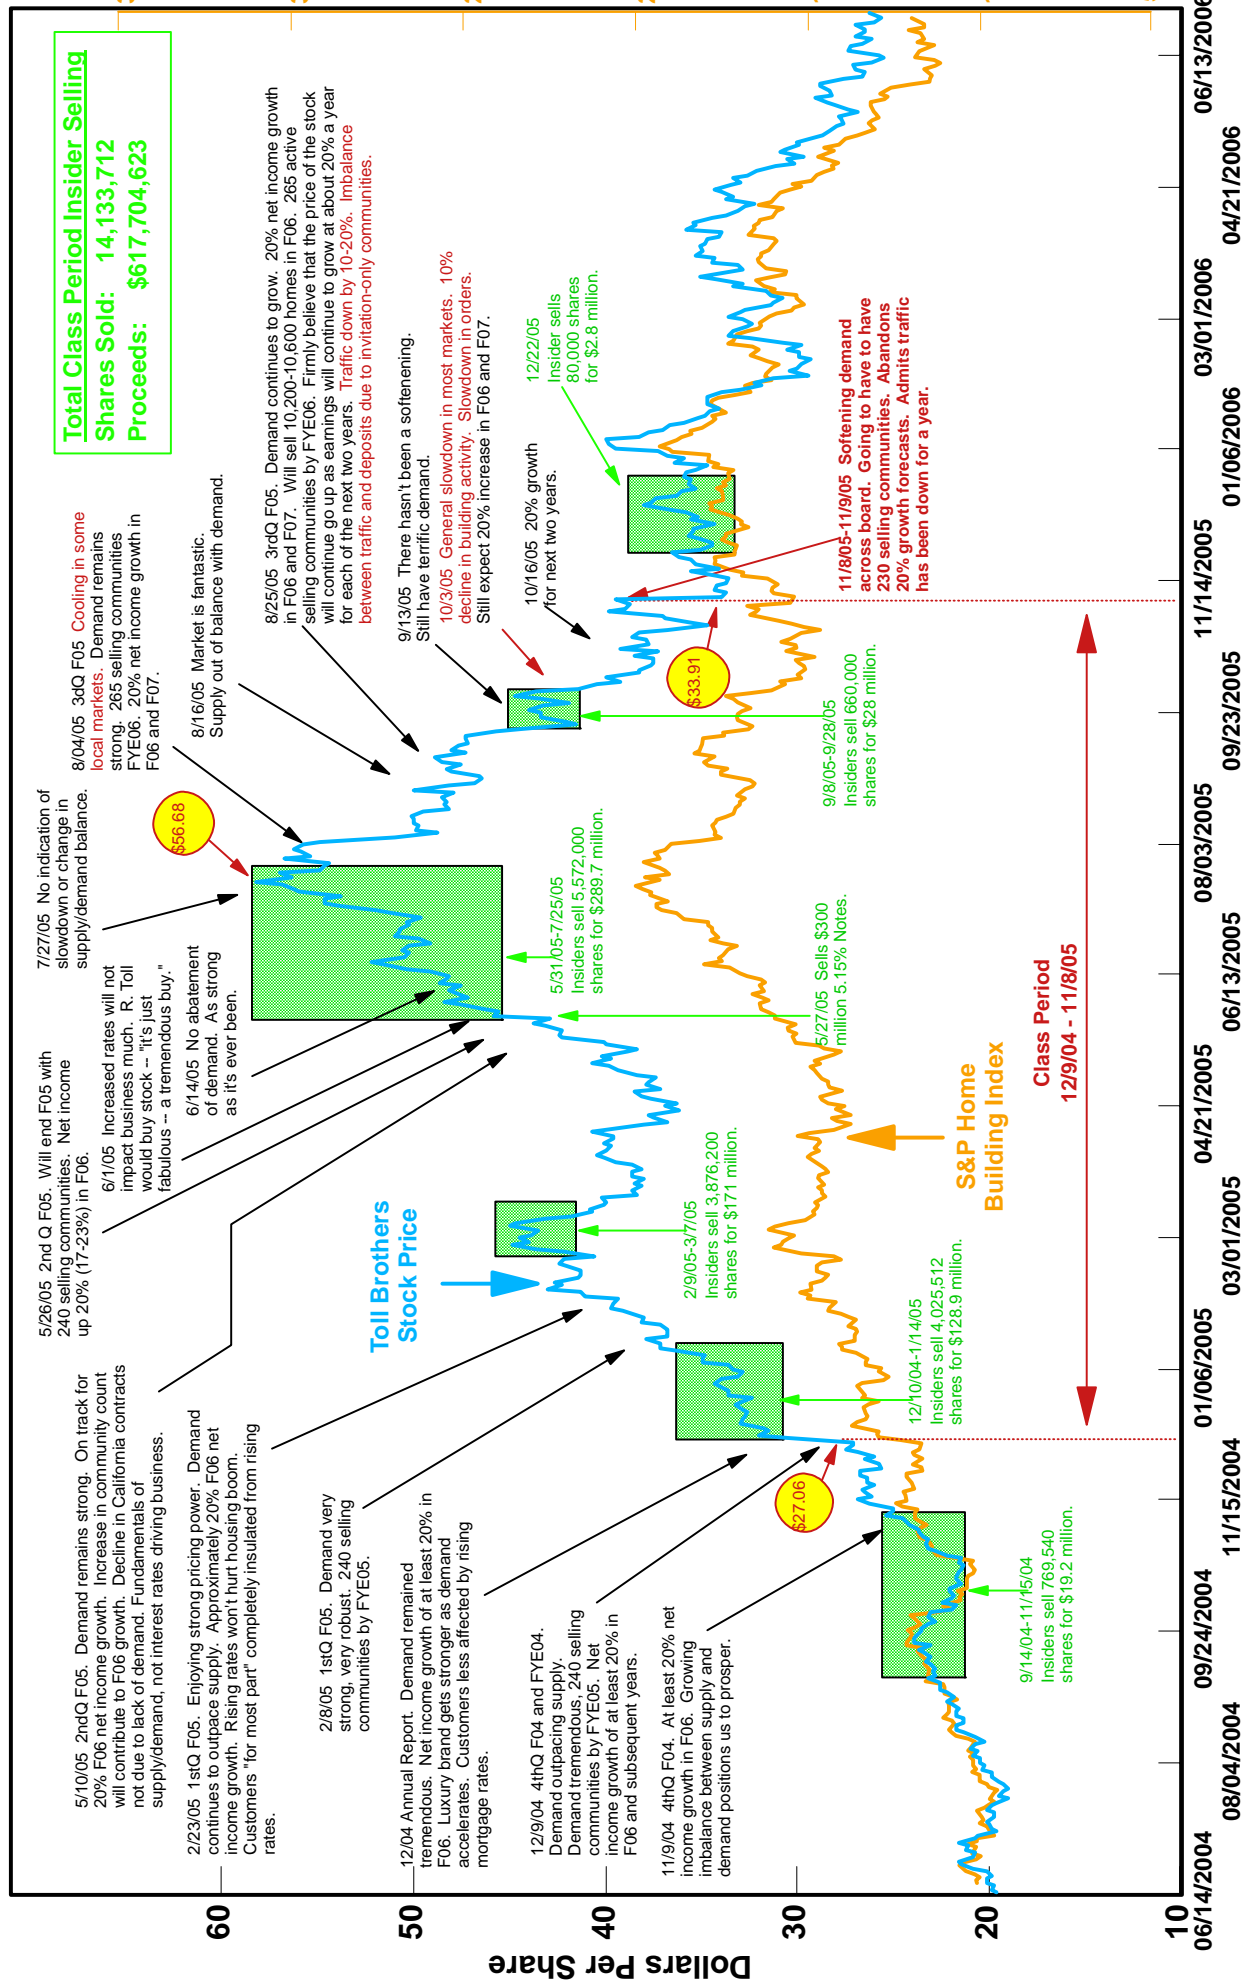 Total Class Period Insider Selling
Shares Sold: 14,133,712
Proceeds: $617,704,623
5/10/05 2ndQ F05. Demand remains strong. On track for
20% F06 net income growth. Increase in community count
will contribute to F06 growth. Decline in California contracts
not due to lack of demand. Fundamentals of
supply/demand, not interest rates driving business.
2/23/05 1stQ F05. Enjoying strong pricing power. Demand
continues to outpace supply. Approximately 20% F06 net
income growth. Rising rates won't hurt housing boom.
Customers "for most part" completely insulated from rising
rates.
2/8/05 1stQ F05. Demand very
strong, very robust. 240 selling
communities by FYE05.
12/04 Annual Report. Demand remained
tremendous. Net income growth of at least 20% in
F06. Luxury brand gets stronger as demand
accelerates. Customers less affected by rising
mortgage rates.
12/9/04 4thQ F04 and FYE04.
Demand outpacing supply.
Demand tremendous, 240 selling
communities by FYE05. Net
income growth of at least 20% in
F06 and subsequent years.
11/9/04 4thQ F04. At least 20% net
income growth in F06. Growing
imbalance between supply and
demand positions us to prosper.
5/26/05 2nd Q F05. Will end F05 with
240 selling communities. Net income
up 20% (17-23%) in F06.
6/1/05 Increased rates will not
impact business much. R. Toll
would buy stock -- "it's just
fabulous -- a tremendous buy."
6/14/05 No abatement
of demand. As strong
as it's ever been.
7/27/05 No indication of
slowdown or change in
supply/demand balance.
8/04/05 3dQ F05 Cooling in some
local markets. Demand remains
strong. 265 selling communities
FYE06. 20% net income growth in
F06 and F07.
8/16/05 Market is fantastic.
Supply out of balance with demand.
8/25/05 3rdQ F05. Demand continues to grow. 20% net income growth
in F06 and F07. Will sell 10,200-10,600 homes in F06. 265 active
selling communities by FYE06. Firmly believe that the price of the stock
will continue go up as earnings will continue to grow at about 20% a year
for each of the next two years. Traffic down by 10-20%. Imbalance
between traffic and deposits due to invitation-only communities.
9/13/05 There hasn't been a softenening.
Still have terrific demand.
10/3/05 General slowdown in most markets. 10%
decline in building activity. Slowdown in orders.
Still expect 20% increase in F06 and F07.
10/16/05 20% growth
for next two years.
12/22/05
Insider sells
80,000 shares
for $2.8 million.
11/8/05-11/9/05 Softening demand
across board. Going to have to have
230 selling communities. Abandons
20% growth forecasts. Admits traffic
has been down for a year.
$56.68
$33.91
$27.06
Toll Brothers
Stock Price
S&P Home
Building Index
9/14/04-11/15/04
Insiders sell 769,540
shares for $19.2 million.
12/10/04-1/14/05
Insiders sell 4,025,512
shares for $128.9 million.
2/9/05-3/7/05
Insiders sell 3,876,200
shares for $171 million.
5/27/05 Sells $300
million 5.15% Notes.
5/31/05-7/25/05
Insiders sell 5,572,000
shares for $289.7 million.
9/8/05-9/28/05
Insiders sell 660,000
shares for $28 million.
Class Period
12/9/04 - 11/8/05
Dollars Per Share
60
50
40
30
20
10
06/14/2004
08/04/2004
09/24/2004
11/15/2004
01/06/2005
03/01/2005
04/21/2005
06/13/2005
08/03/2005
09/23/2005
11/14/2005
01/06/2006
03/01/2006
04/21/2006
06/13/2006